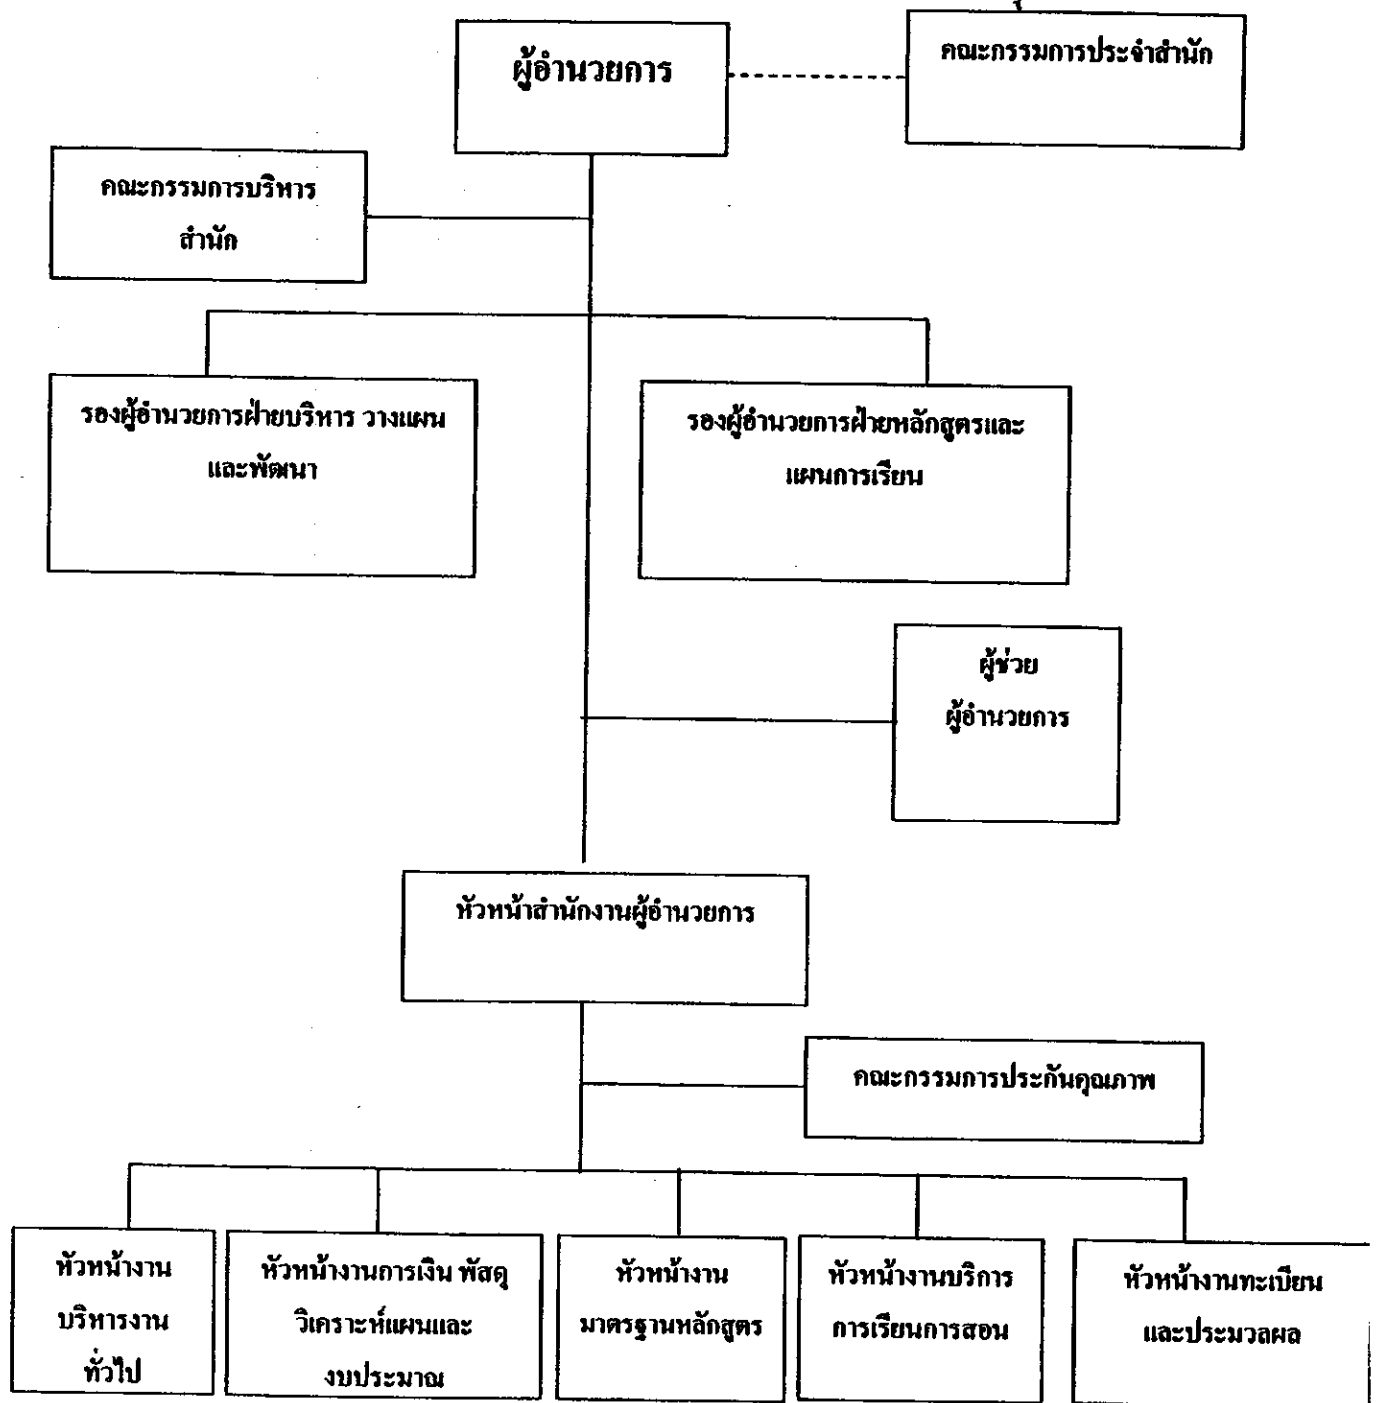 ผู้อำนวยการ
คณะกรรมการประจำสำนัก
คณะกรรมการบริหาร
สำนัก
รองผู้อำนวยการฝ่ายบริหาร วางแผน
และพัฒนา
รองผู้อำนวยการฝ่ายหลักสูตรและ
แผนการเรียน
ผู้ช่วย
ผู้อำนวยการ
หัวหน้าสำนักงานผู้อำนวยการ
คณะกรรมการประกันคุณภาพ
หัวหน้างาน
บริหารงาน
ทั่วไป
หัวหน้างานการเงิน พัสดุ
วิเคราะห์แผนและ
งบประมาณ
หัวหน้างาน
มาตรฐานหลักสูตร
หัวหน้างานบริการ
การเรียนการสอน
หัวหน้างานทะเบียน
และประมวลผล